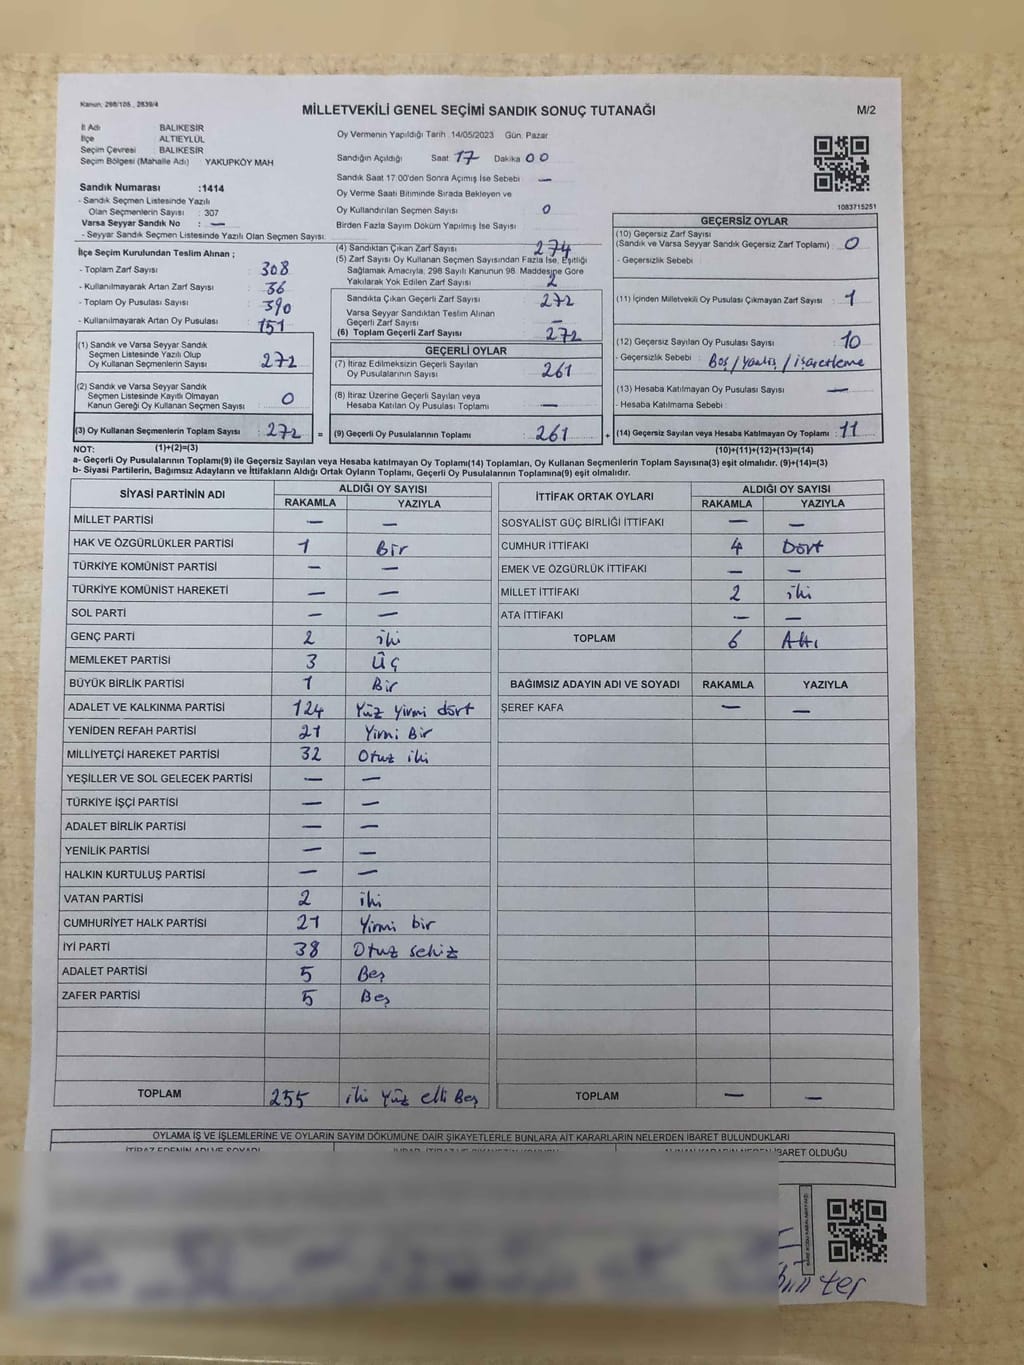 Kanun, 298/105 , 2839/4
MİLLETVEKİLİ GENEL SEÇİMİ SANDIK SONUÇ TUTANAĞI
M/2
İl Adı BALIKESİR
İlçe ALTIEYLÜL
Seçim Çevresi BALIKESİR
Seçim Bölgesi (Mahalle Adı) YAKUPKÖY MAH
Sandık Numarası :1414
- Sandık Seçmen Listesinde Yazılı
Olan Seçmenlerin Sayısı : 307
Varsa Seyyar Sandık No : —
- Seyyar Sandık Listesinde Yazılı Olan Seçmen Sayısı:
Oy Vermenin Yapıldığı Tarih : 14/05/2023 Gün: Pazar
Sandığın Açıldığı Saat 17 Dakika 00
Sandık Saat 17:00'den Sonra Açımış İse Sebebi : —
Oy Verme Saati Bitiminde Sırada Bekleyen ve
Oy Kullandırılan Seçmen Sayısı 0
Birden Fazla Sayım Döküm Yapılmış İse Sayısı
1083715251
İlçe Seçim Kurulundan Teslim Alınan ;
- Toplam Zarf Sayısı 308
- Kullanılmayarak Artan Zarf Sayısı 36
- Toplam Oy Pusulası Sayısı 390
- Kullanılmayarak Artan Oy Pusulası 151
(4) Sandıktan Çıkan Zarf Sayısı 274
(5) Zarf Sayısı Oy Kullanan Seçmen Sayısından Fazla İse, Eşitliği
Sağlamak Amacıyla, 298 Sayılı Kanunun 98. Maddesine Göre
Yakılarak Yok Edilen Zarf Sayısı 2
Sandıkta Çıkan Geçerli Zarf Sayısı 272
Varsa Seyyar Sandıktan Teslim Alınan
Geçerli Zarf Sayısı —
(6) Toplam Geçerli Zarf Sayısı 272
GEÇERSİZ OYLAR
(10) Geçersiz Zarf Sayısı
(Sandık ve Varsa Seyyar Sandık Geçersiz Zarf Toplamı) 0
- Geçersizlik Sebebi :
(11) İçinden Milletvekili Oy Pusulası Çıkmayan Zarf Sayısı : 1
(12) Geçersiz Sayılan Oy Pusulası Sayısı : 10
- Geçersizlik Sebebi : Boş / Yanlış / işaretleme
(13) Hesaba Katılmayan Oy Pusulası Sayısı : —
- Hesaba Katılmama Sebebi :
(14) Geçersiz Sayılan veya Hesaba Katılmayan Oy Toplamı : 11
(1) Sandık ve Varsa Seyyar Sandık
Seçmen Listesinde Yazılı Olup
Oy Kullanan Seçmenlerin Sayısı 272
(2) Sandık ve Varsa Seyyar Sandık
Seçmen Listesinde Kayıtlı Olmayan
Kanun Gereği Oy Kullanan Seçmen Sayısı 0
(3) Oy Kullanan Seçmenlerin Toplam Sayısı : 272 =
GEÇERLİ OYLAR
(7) İtiraz Edilmeksizin Geçerli Sayılan
Oy Pusulalarının Sayısı 261
(8) İtiraz Üzerine Geçerli Sayılan veya
Hesaba Katılan Oy Pusulası Toplamı —
(9) Geçerli Oy Pusulalarının Toplamı 261 +
NOT: (1)+(2)=(3) (10)+(11)+(12)+(13)=(14)
a- Geçerli Oy Pusulalarının Toplamı(9) ile Geçersiz Sayılan veya Hesaba katılmayan Oy Toplamı(14) Toplamları, Oy Kullanan Seçmenlerin Toplam Sayısına(3) eşit olmalıdır. (9)+(14)=(3)
b- Siyasi Partilerin, Bağımsız Adayların ve İttifakların Aldığı Oyların Toplamı, Geçerli Oy Pusulalarının Toplamına(9) eşit olmalıdır.
SİYASİ PARTİNİN ADI ALDIĞI OY SAYISI
RAKAMLA YAZIYLA
MİLLET PARTİSİ — —
HAK VE ÖZGÜRLÜKLER PARTİSİ 1 Bir
TÜRKİYE KOMÜNİST PARTİSİ — —
TÜRKİYE KOMÜNİST HAREKETİ — —
SOL PARTİ — —
GENÇ PARTİ 2 iki
MEMLEKET PARTİSİ 3 Üç
BÜYÜK BİRLİK PARTİSİ 1 Bir
ADALET VE KALKINMA PARTİSİ 124 Yüz yirmi dört
YENİDEN REFAH PARTİSİ 21 Yirmi Bir
MİLLİYETÇİ HAREKET PARTİSİ 32 Otuz iki
YEŞİLLER VE SOL GELECEK PARTİSİ — —
TÜRKİYE İŞÇİ PARTİSİ — —
ADALET BİRLİK PARTİSİ — —
YENİLİK PARTİSİ — —
HALKIN KURTULUŞ PARTİSİ — —
VATAN PARTİSİ 2 iki
CUMHURİYET HALK PARTİSİ 21 Yirmi bir
İYİ PARTİ 38 Otuz sekiz
ADALET PARTİSİ 5 Beş
ZAFER PARTİSİ 5 Beş
TOPLAM 255 iki Yüz elli Beş
İTTİFAK ORTAK OYLARI ALDIĞI OY SAYISI
RAKAMLA YAZIYLA
SOSYALİST GÜÇ BİRLİĞİ İTTİFAKI — —
CUMHUR İTTİFAKI 4 Dört
EMEK VE ÖZGÜRLÜK İTTİFAKI — —
MİLLET İTTİFAKI 2 iki
ATA İTTİFAKI — —
TOPLAM 6 Altı
BAĞIMSIZ ADAYIN ADI VE SOYADI RAKAMLA YAZIYLA
ŞEREF KAFA — —
TOPLAM — —
OYLAMA İŞ VE İŞLEMLERİNE VE OYLARIN SAYIM DÖKÜMÜNE DAİR ŞİKAYETLERLE BUNLARA AİT KARARLARIN NELERDEN İBARET BULUNDUKLARI
İTİRAZ EDENİN ADI VE SOYADI
İBARET OLDUĞU